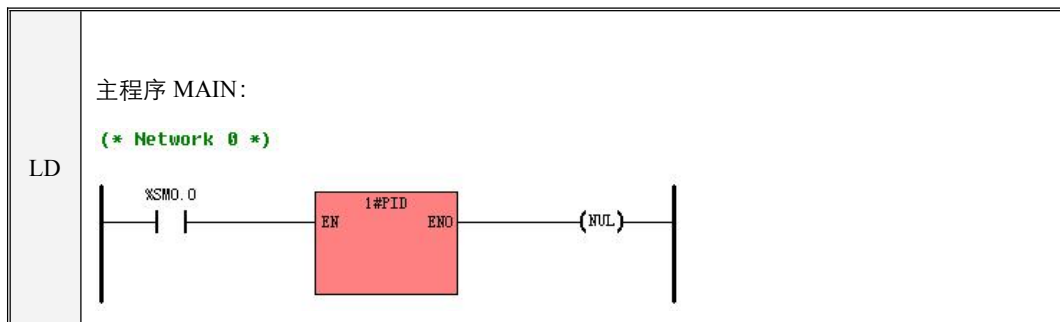 主程序 MAIN：
(* Network 0 *)
LD
%SM0.0
1#PID
EN ENO
(NUL)